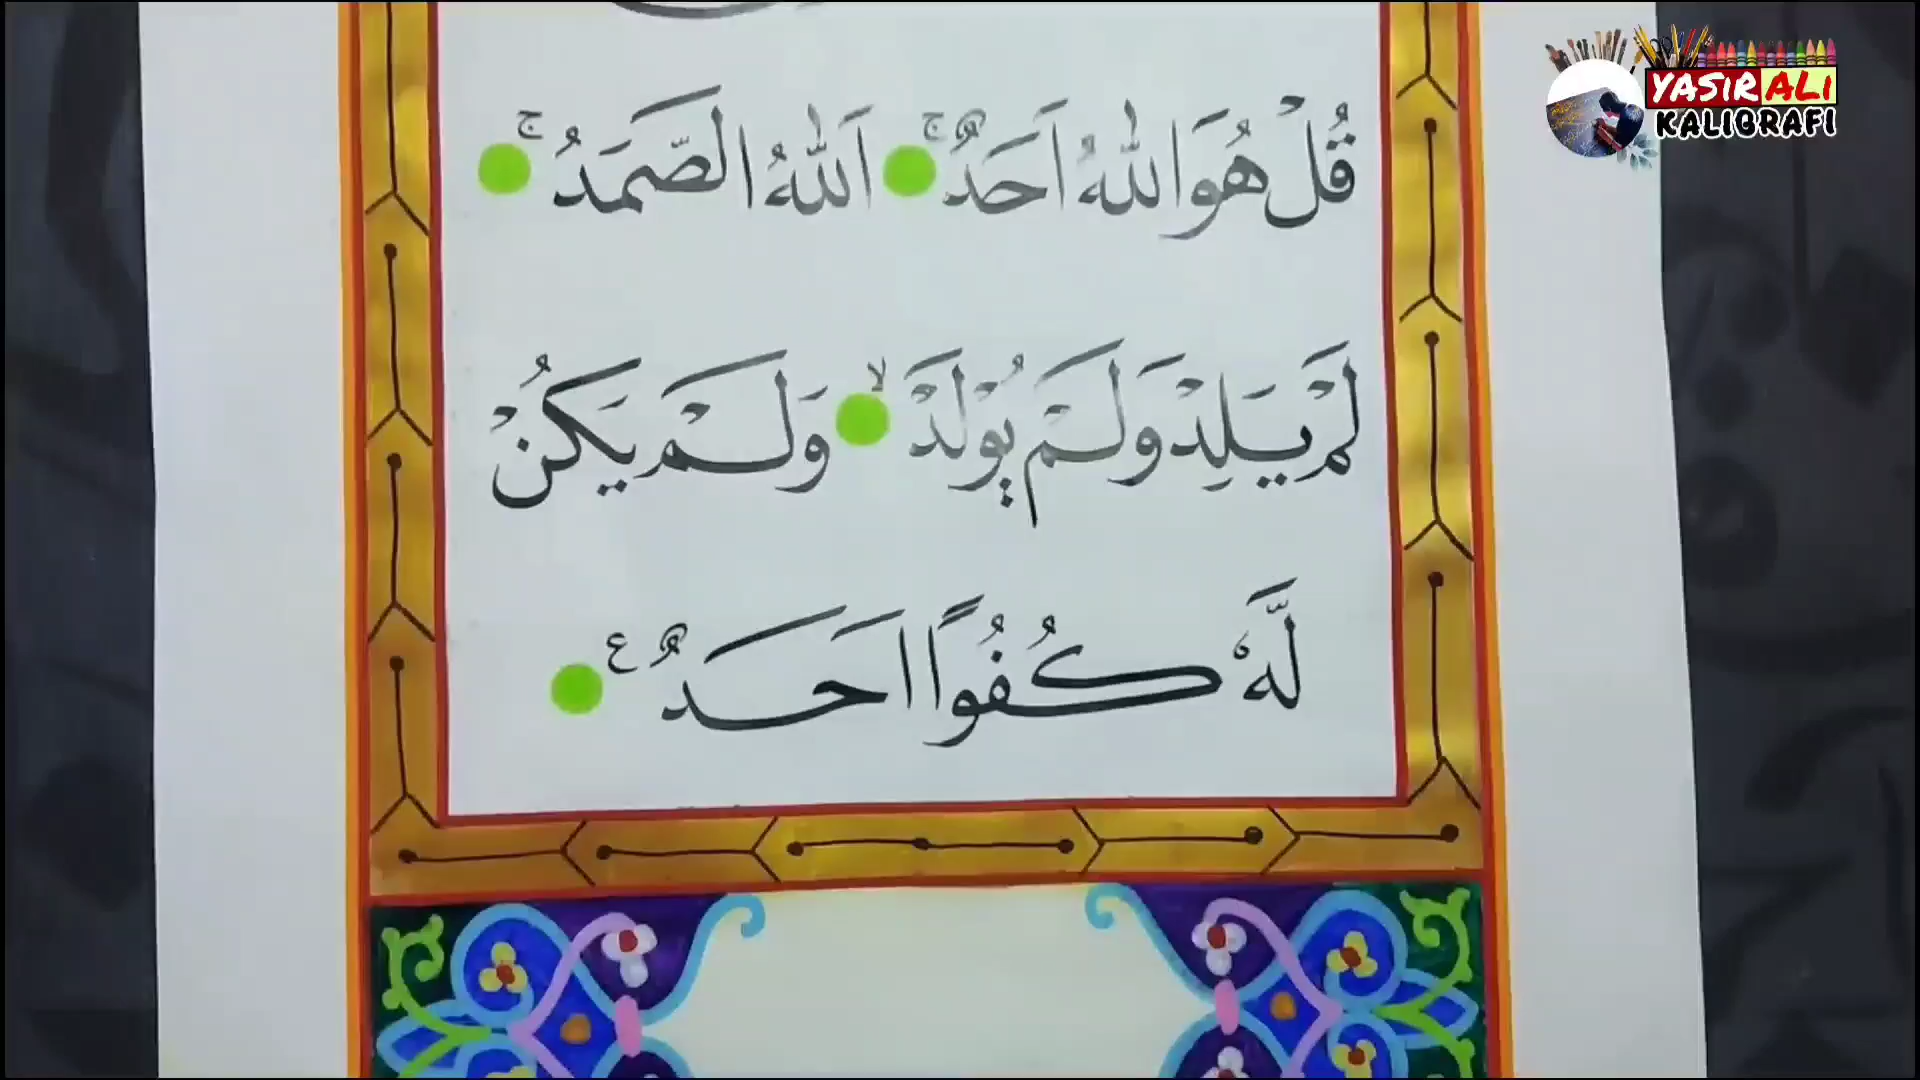 قُلْ هُوَ اللّٰهُ اَحَدٌ ۚ اَللّٰهُ الصَّمَدُ ۚ
لَمْ يَلِدْ وَلَمْ يُوْلَدْ ۙ وَلَمْ يَكُنْ
لَّهٗ كُفُوًا اَحَدٌ ع
YASIR ALI
KALIGRAFI